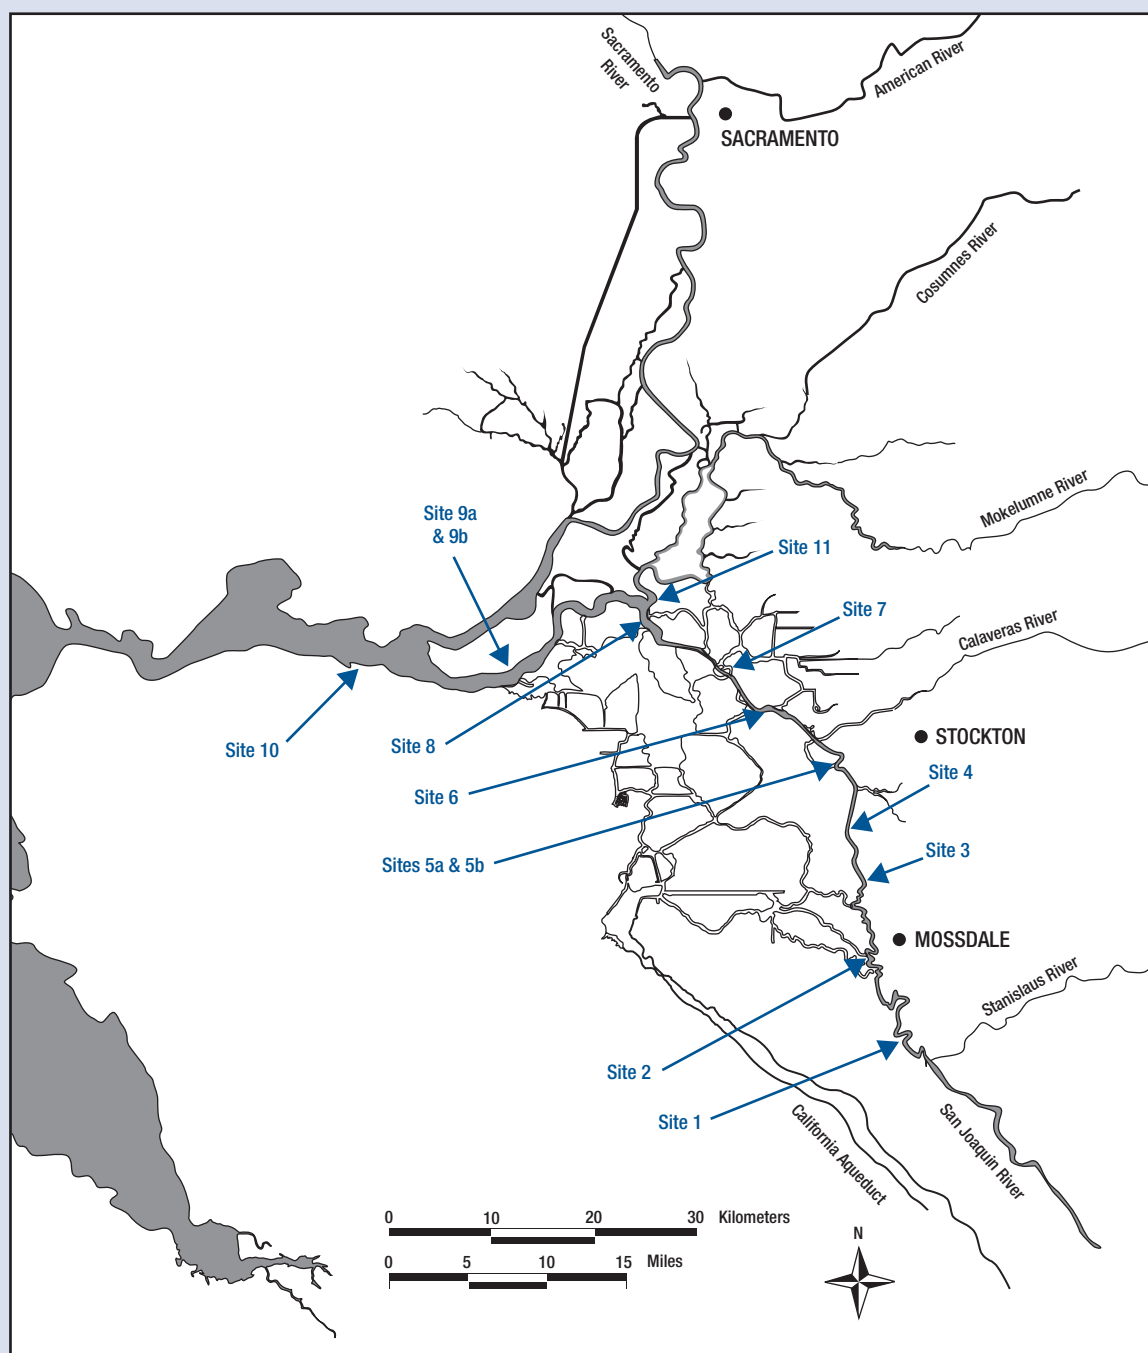 Sacramento
River
American River
SACRAMENTO
Cosumnes River
Mokelumne River
Site 9a
& 9b
Site 11
Site 7
Calaveras River
Site 10
Site 8
STOCKTON
Site 6
Site 4
Sites 5a & 5b
Site 3
MOSSDALE
Stanislaus River
Site 2
Site 1
California Aqueduct
San Joaquin River
0 10 20 30 Kilometers
0 5 10 15 Miles
N